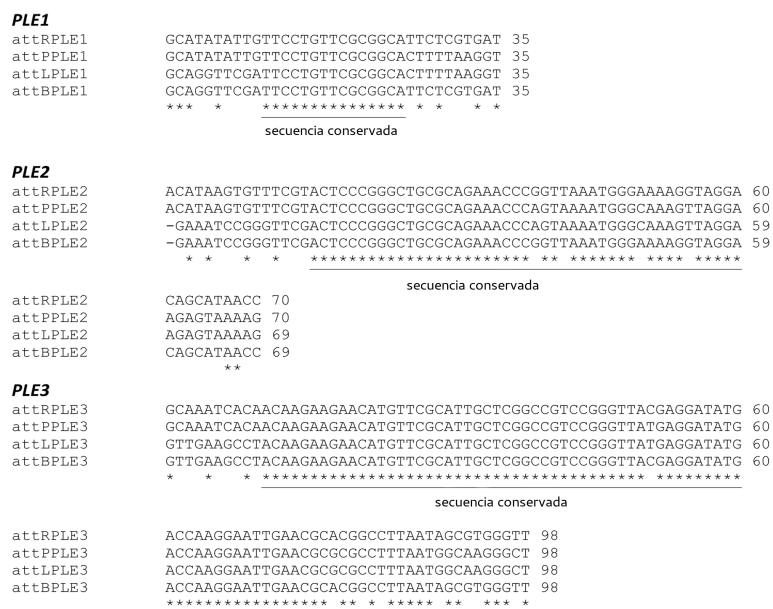 PLE1
attRPLE1 GCATATATTGTTCCTGTTCGCGGCATTCTCGTGAT 35
attPPLE1 GCATATATTGTTCCTGTTCGCGGCACTTTTAAGGT 35
attLPLE1 GCAGGTTCGATTCCTGTTCGCGGCACTTTTAAGGT 35
attBPLE1 GCAGGTTCGATTCCTGTTCGCGGCATTCTCGTGAT 35
*** * *************** * * * *
secuencia conservada
PLE2
attRPLE2 ACATAAGTGTTTCGTACTCCCGGGCTGCGCAGAAACCCGGTTAAATGGGAAAAGGTAGGA 60
attPPLE2 ACATAAGTGTTTCGTACTCCCGGGCTGCGCAGAAACCCAGTAAAATGGGCAAAGTTAGGA 60
attLPLE2 -GAAATCCGGGTTCGACTCCCGGGCTGCGCAGAAACCCAGTAAAATGGGCAAAGTTAGGA 59
attBPLE2 -GAAATCCGGGTTCGACTCCCGGGCTGCGCAGAAACCCGGTTAAATGGGAAAAGGTAGGA 59
* * * * *********************** ** ******* **** *****
secuencia conservada
attRPLE2 CAGCATAACC 70
attPPLE2 AGAGTAAAAG 70
attLPLE2 AGAGTAAAAG 69
attBPLE2 CAGCATAACC 69
**
PLE3
attRPLE3 GCAAATCACAACAAGAAGAACATGTTCGCATTGCTCGGCCGTCCGGGTTACGAGGATATG 60
attPPLE3 GCAAATCACAACAAGAAGAACATGTTCGCATTGCTCGGCCGTCCGGGTTATGAGGATATG 60
attLPLE3 GTTGAAGCCTACAAGAAGAACATGTTCGCATTGCTCGGCCGTCCGGGTTATGAGGATATG 60
attBPLE3 GTTGAAGCCTACAAGAAGAACATGTTCGCATTGCTCGGCCGTCCGGGTTACGAGGATATG 60
* * * **************************************** *********
secuencia conservada
attRPLE3 ACCAAGGAATTGAACGCACGGCCTTAATAGCGTGGGTT 98
attPPLE3 ACCAAGGAATTGAACGCGCGCCTTTAATGGCAAGGGCT 98
attLPLE3 ACCAAGGAATTGAACGCGCGCCTTTAATGGCAAGGGCT 98
attBPLE3 ACCAAGGAATTGAACGCACGGCCTTAATAGCGTGGGTT 98
***************** ** * ***** ** *** *